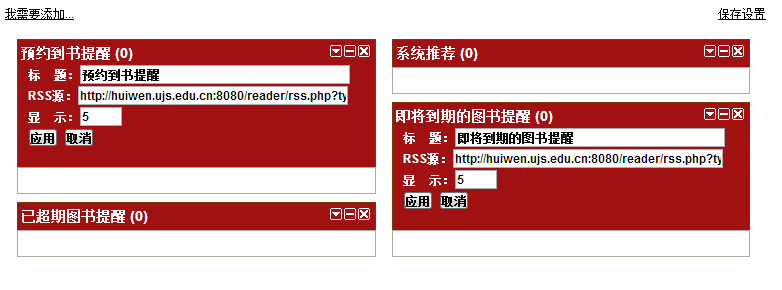 我需要添加...
保存设置
预约到书提醒 (0)
标 题: 预约到书提醒
RSS源: http://huiwen.ujs.edu.cn:8080/reader/rss.php?ty
显 示: 5
应用 取消
已超期图书提醒 (0)
系统推荐 (0)
即将到期的图书提醒 (0)
标 题: 即将到期的图书提醒
RSS源: http://huiwen.ujs.edu.cn:8080/reader/rss.php?ty
显 示: 5
应用 取消